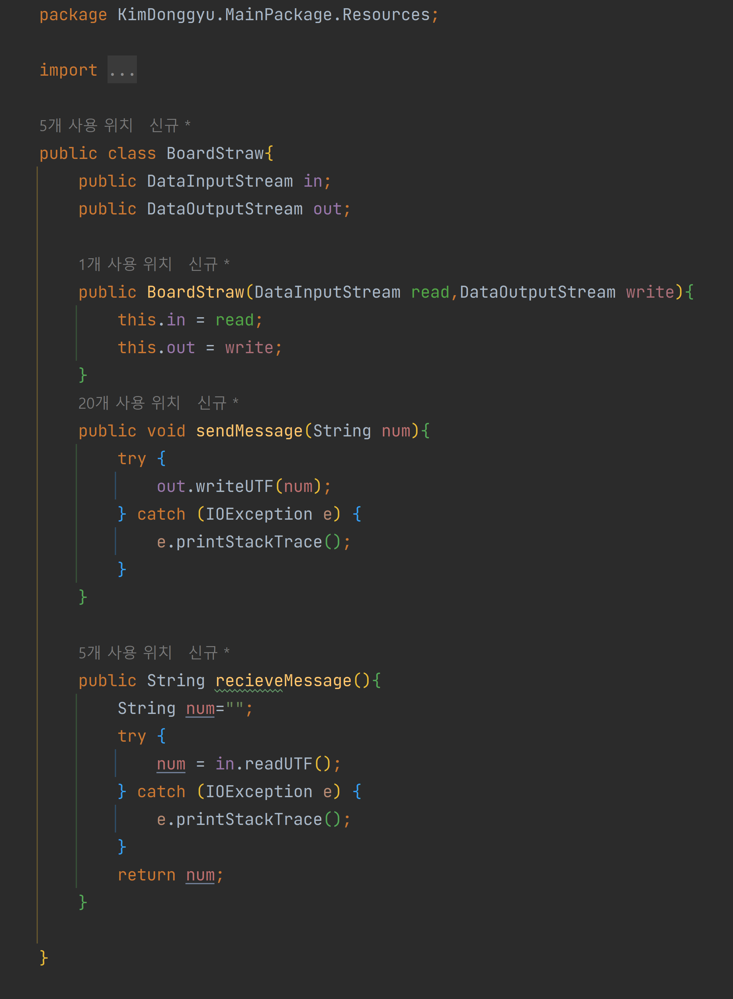 package KimDonggyu.MainPackage.Resources;
import ...
5개 사용 위치 신규 *
public class BoardStraw{
public DataInputStream in;
public DataOutputStream out;
1개 사용 위치 신규 *
public BoardStraw(DataInputStream read,DataOutputStream write){
this.in = read;
this.out = write;
}
20개 사용 위치 신규 *
public void sendMessage(String num){
try {
out.writeUTF(num);
} catch (IOException e) {
e.printStackTrace();
}
}
5개 사용 위치 신규 *
public String recieveMessage(){
String num="";
try {
num = in.readUTF();
} catch (IOException e) {
e.printStackTrace();
}
return num;
}
}